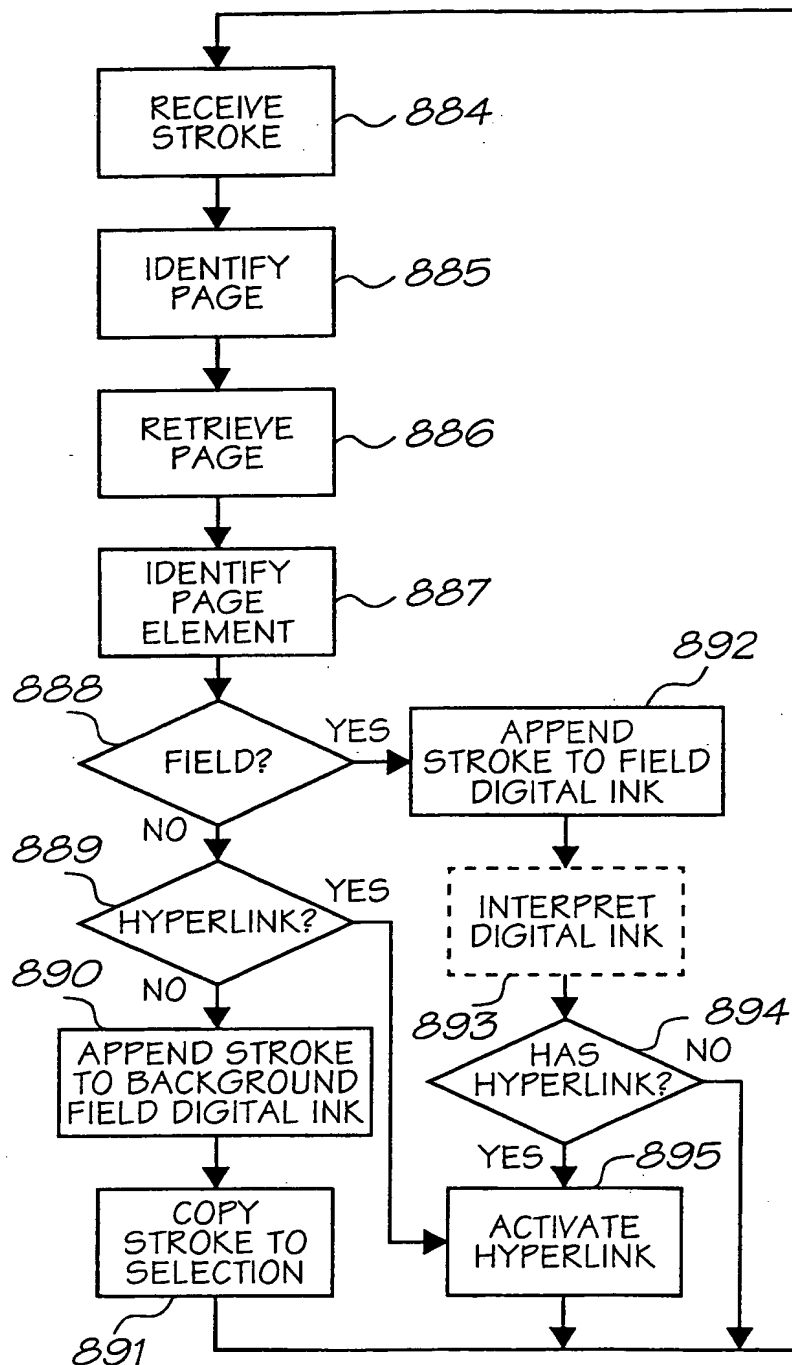 RECEIVE
STROKE
884
IDENTIFY
PAGE
885
RETRIEVE
PAGE
886
IDENTIFY
PAGE
ELEMENT
887
888
FIELD?
YES
NO
892
APPEND
STROKE TO FIELD
DIGITAL INK
889
HYPERLINK?
YES
NO
INTERPRET
DIGITAL INK
893
890
APPEND STROKE
TO BACKGROUND
FIELD DIGITAL INK
894
HAS
HYPERLINK?
NO
YES
895
COPY
STROKE TO
SELECTION
891
ACTIVATE
HYPERLINK